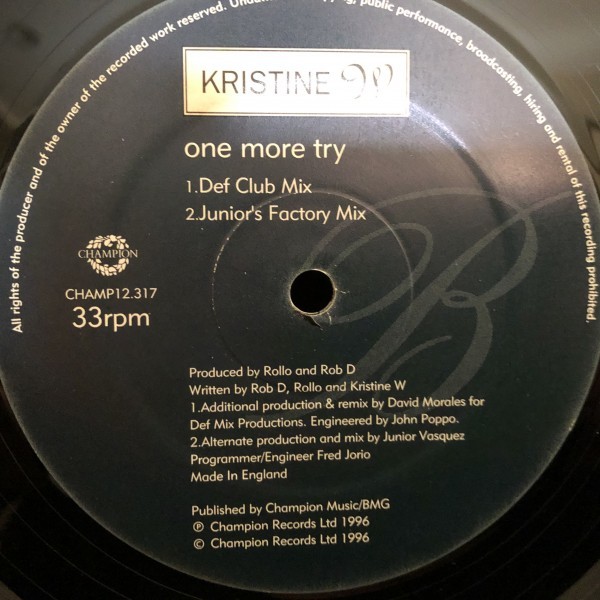 All rights of the producer and of the owner of the recorded work reserved. public performance, broadcasting, hiring and rental of this recording prohibited.
KRISTINE W
one more try
1.Def Club Mix
2.Junior's Factory Mix
CHAMPION
CHAMP12.317
33rpm
B
Produced by Rollo and Rob D
Written by Rob D, Rollo and Kristine W
1.Additional production & remix by David Morales for
Def Mix Productions. Engineered by John Poppo.
2.Alternate production and mix by Junior Vasquez
Programmer/Engineer Fred Jorio
Made In England
Published by Champion Music/BMG
℗ Champion Records Ltd 1996
© Champion Records Ltd 1996